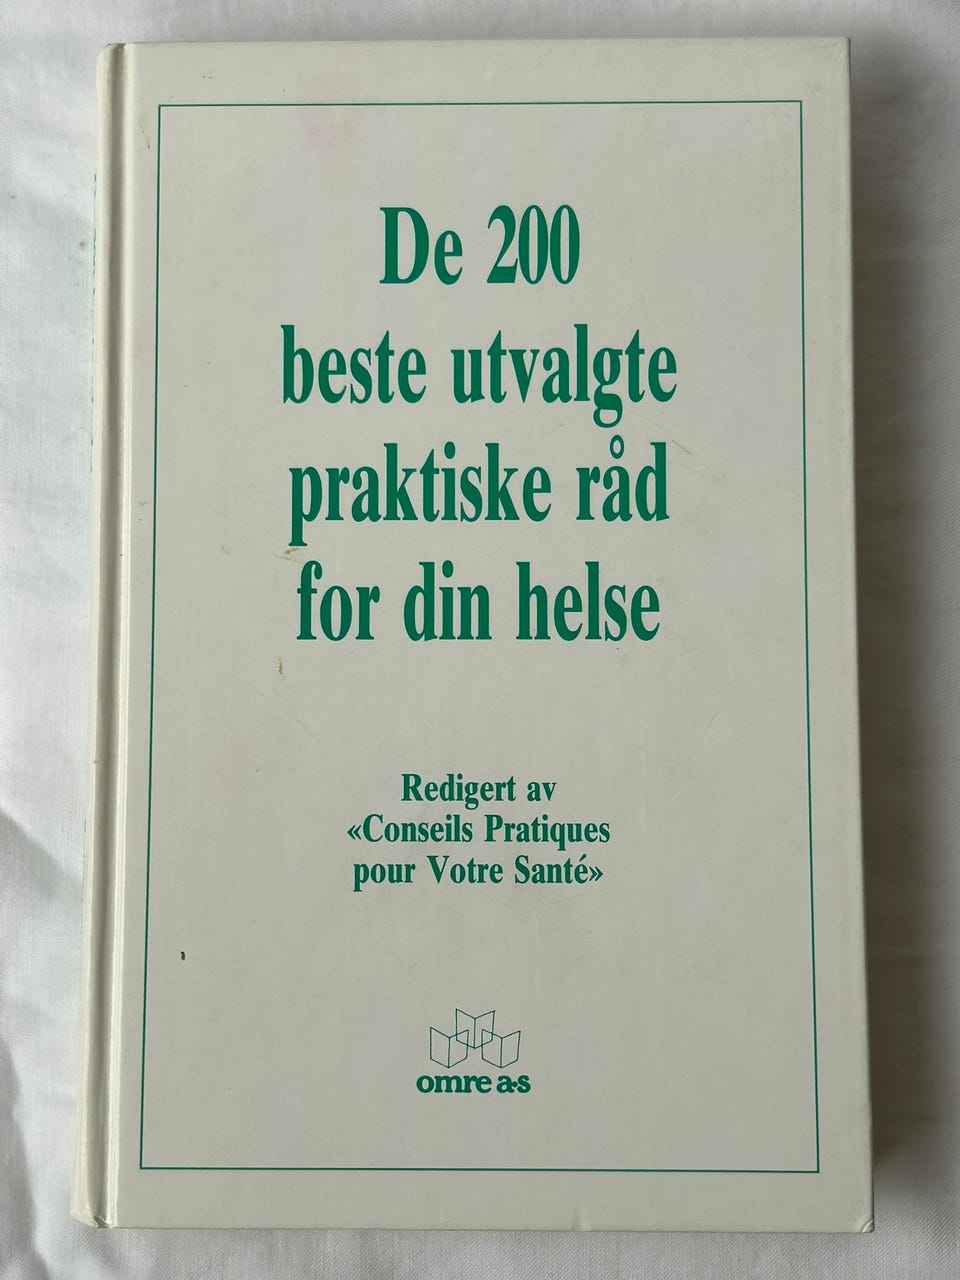 De 200
beste utvalgte
praktiske råd
for din helse
Redigert av
«Conseils Pratiques
pour Votre Santé»
omre a·s